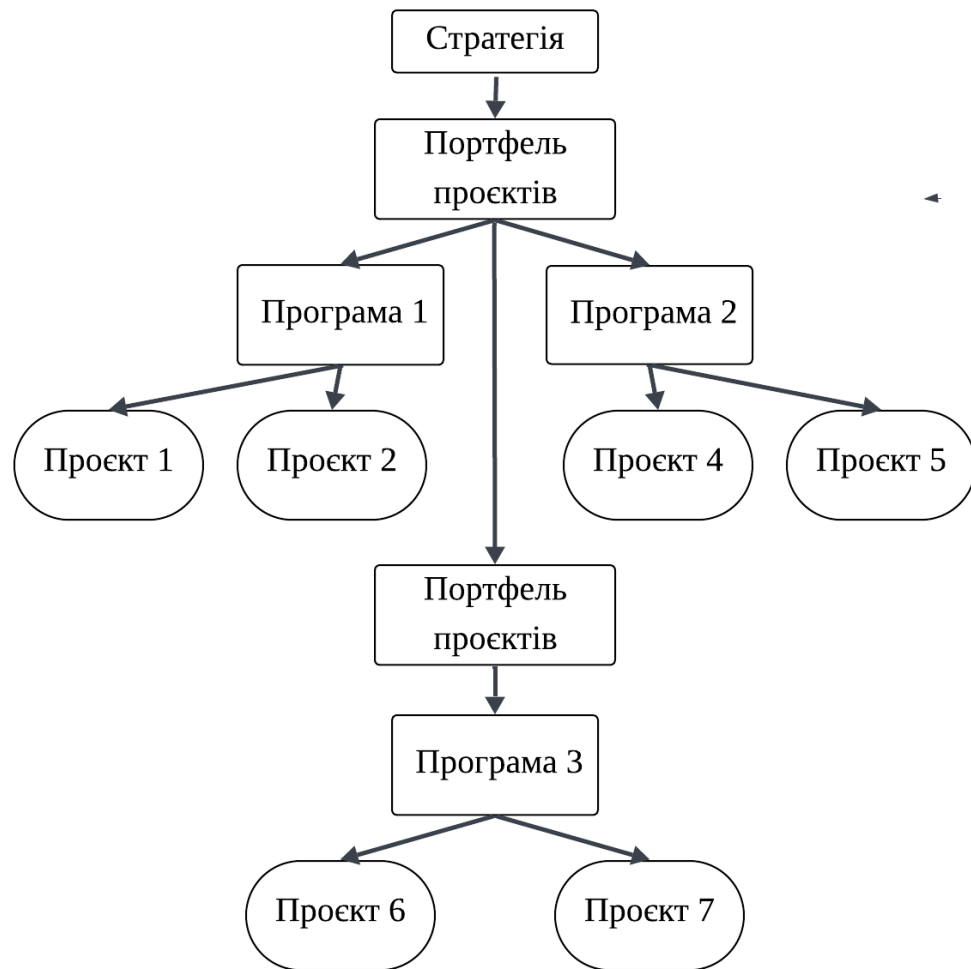 Стратегія
Портфель
проєктів
Програма 1
Програма 2
Проєкт 1
Проєкт 2
Проєкт 4
Проєкт 5
Портфель
проєктів
Програма 3
Проєкт 6
Проєкт 7